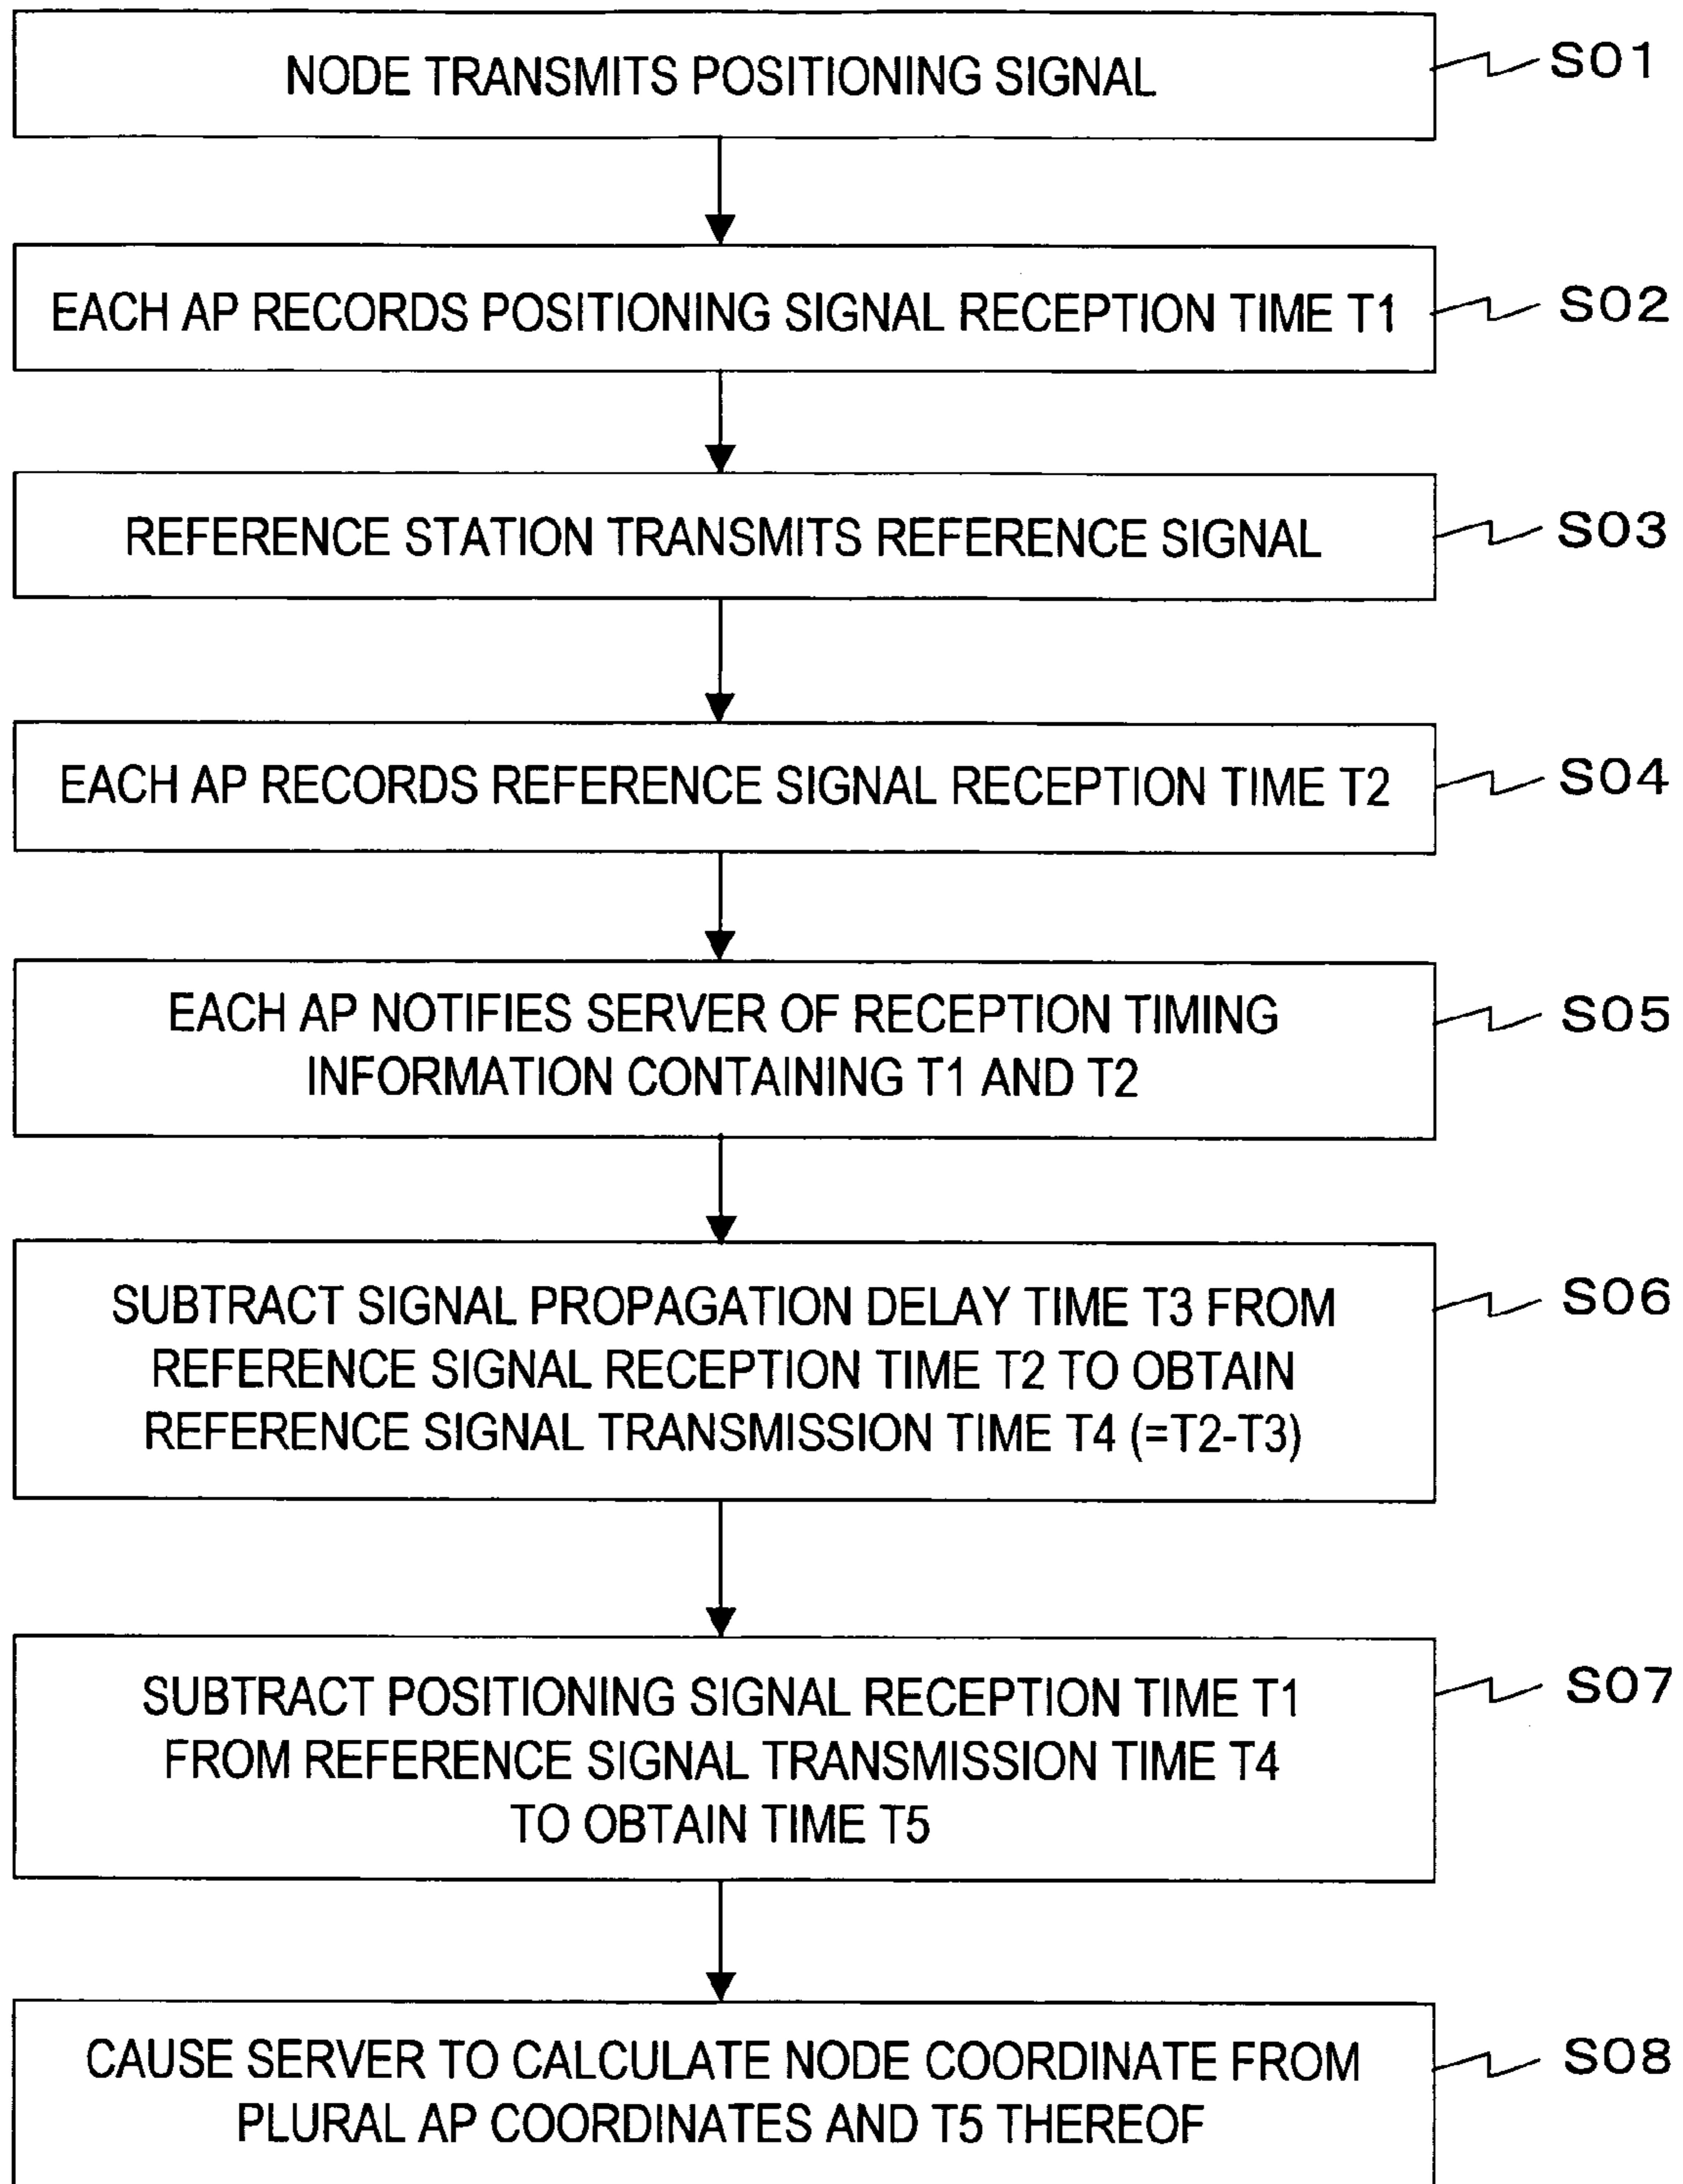 NODE TRANSMITS POSITIONING SIGNAL
S01
EACH AP RECORDS POSITIONING SIGNAL RECEPTION TIME T1
S02
REFERENCE STATION TRANSMITS REFERENCE SIGNAL
S03
EACH AP RECORDS REFERENCE SIGNAL RECEPTION TIME T2
S04
EACH AP NOTIFIES SERVER OF RECEPTION TIMING
INFORMATION CONTAINING T1 AND T2
S05
SUBTRACT SIGNAL PROPAGATION DELAY TIME T3 FROM
REFERENCE SIGNAL RECEPTION TIME T2 TO OBTAIN
REFERENCE SIGNAL TRANSMISSION TIME T4 (=T2-T3)
S06
SUBTRACT POSITIONING SIGNAL RECEPTION TIME T1
FROM REFERENCE SIGNAL TRANSMISSION TIME T4
TO OBTAIN TIME T5
S07
CAUSE SERVER TO CALCULATE NODE COORDINATE FROM
PLURAL AP COORDINATES AND T5 THEREOF
S08